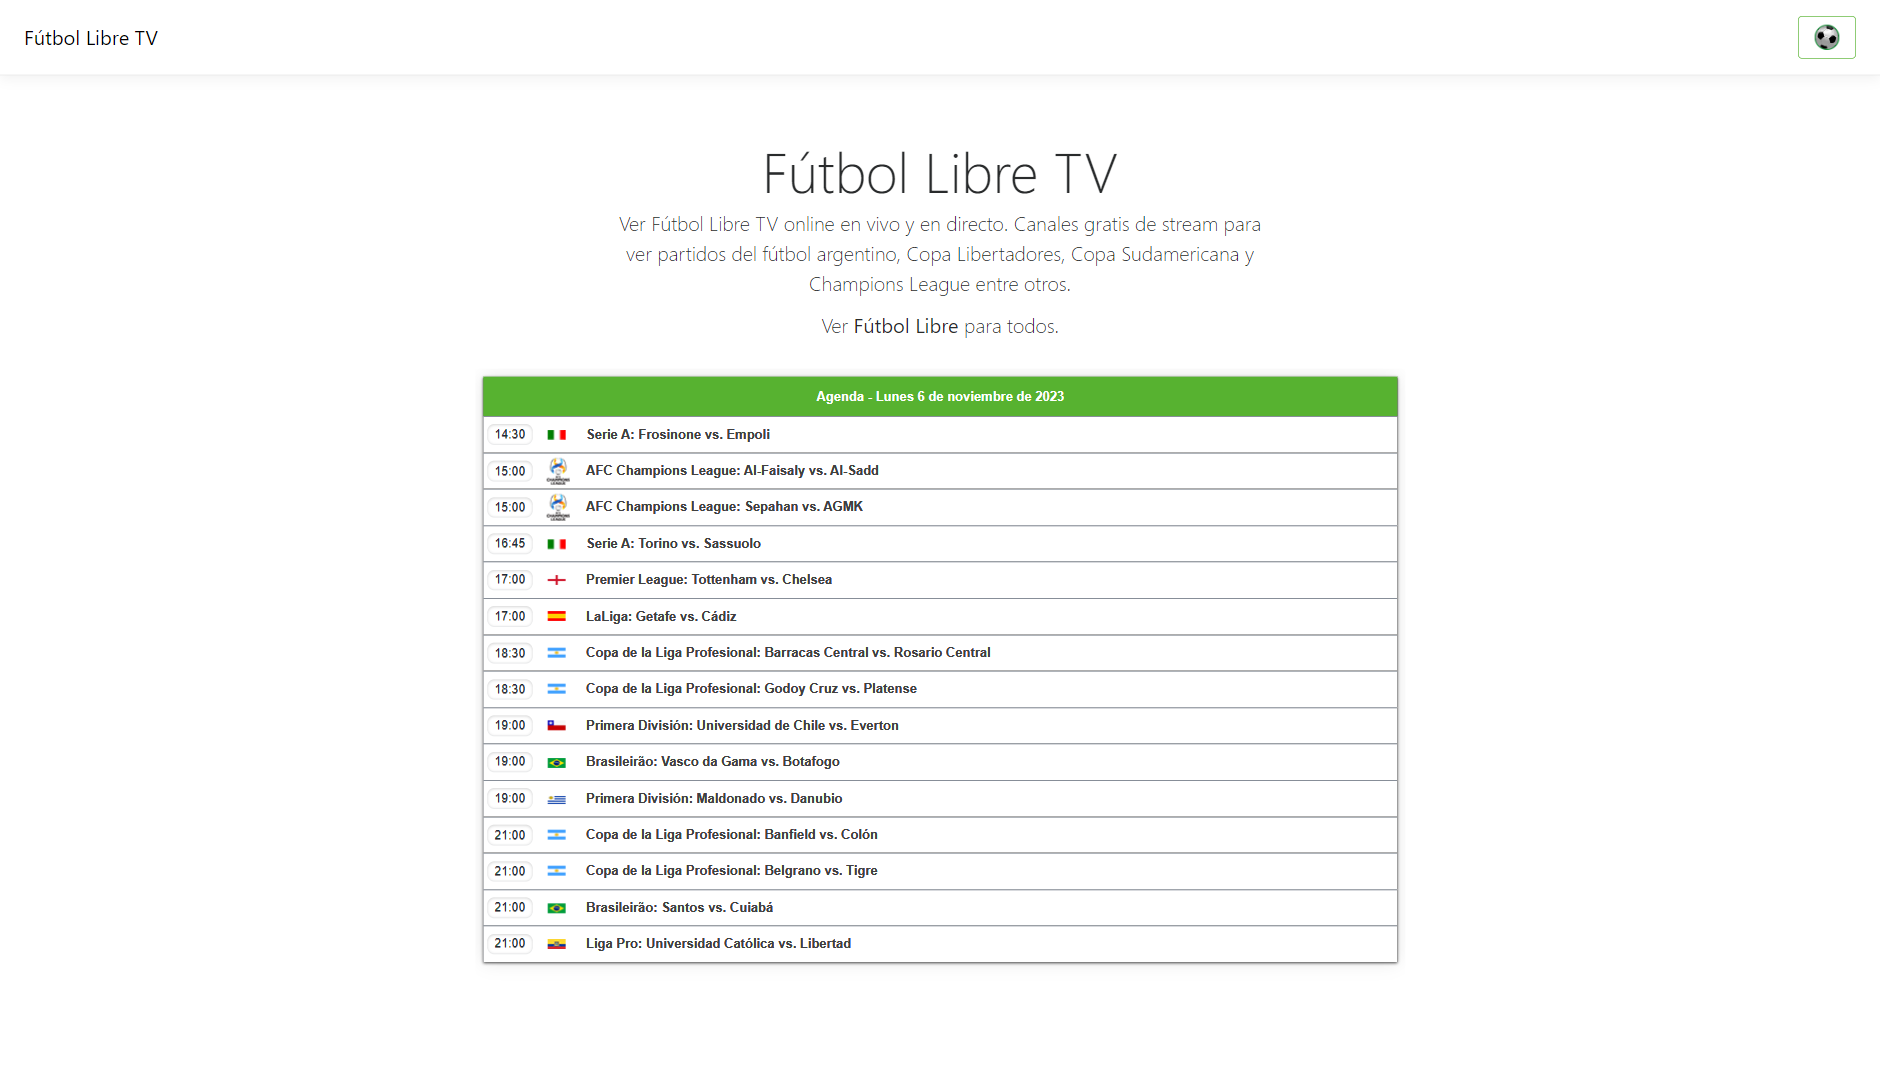 Fútbol Libre TV
Fútbol Libre TV
Ver Fútbol Libre TV online en vivo y en directo. Canales gratis de stream para
ver partidos del fútbol argentino, Copa Libertadores, Copa Sudamericana y
Champions League entre otros.
Ver Fútbol Libre para todos.
Agenda - Lunes 6 de noviembre de 2023
14:30 Serie A: Frosinone vs. Empoli
15:00 AFC Champions League: Al-Faisaly vs. Al-Sadd
15:00 AFC Champions League: Sepahan vs. AGMK
16:45 Serie A: Torino vs. Sassuolo
17:00 Premier League: Tottenham vs. Chelsea
17:00 LaLiga: Getafe vs. Cádiz
18:30 Copa de la Liga Profesional: Barracas Central vs. Rosario Central
18:30 Copa de la Liga Profesional: Godoy Cruz vs. Platense
19:00 Primera División: Universidad de Chile vs. Everton
19:00 Brasileirão: Vasco da Gama vs. Botafogo
19:00 Primera División: Maldonado vs. Danubio
21:00 Copa de la Liga Profesional: Banfield vs. Colón
21:00 Copa de la Liga Profesional: Belgrano vs. Tigre
21:00 Brasileirão: Santos vs. Cuiabá
21:00 Liga Pro: Universidad Católica vs. Libertad